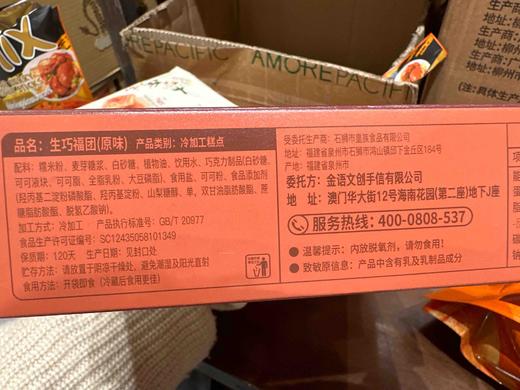 AMOREPACIFIC
AMOREPACIFIC
生产商
地址:
柳州
品名：生巧福团(原味) 产品类别：冷加工糕点
配料：糯米粉、麦芽糖浆、白砂糖、植物油、饮用水、巧克力制品(白砂糖、
可可液块、可可脂、全脂乳粉、大豆磷脂)、食用盐、可可粉、食品添加剂
(羟丙基二淀粉磷酸酯、羟丙基淀粉、山梨糖醇、单，双甘油脂肪酸酯、蔗
糖脂肪酸酯、脱氢乙酸钠)。
加工方式：冷加工 产品执行标准号：GB/T 20977
食品生产许可证编号：SC12435058101349
保质期：120天 生产日期：见封口处
贮存方法：请放置于阴凉干燥处，避免潮湿及阳光直射
食用方法：开袋即食(冷藏后食用更佳)
受委托生产商：石狮市皇族食品有限公司
地址：福建省泉州市石狮市鸿山镇邱下金丘区184号
产地：福建省泉州市
委托方：金语文创手信有限公司
地 址：澳门华大街12号海南花园(第二座)地下J座
服务热线：400-0808-537
● 温馨提示：内放脱氧剂，请勿食用！
● 致敏原信息：产品中含有乳及乳制品成分